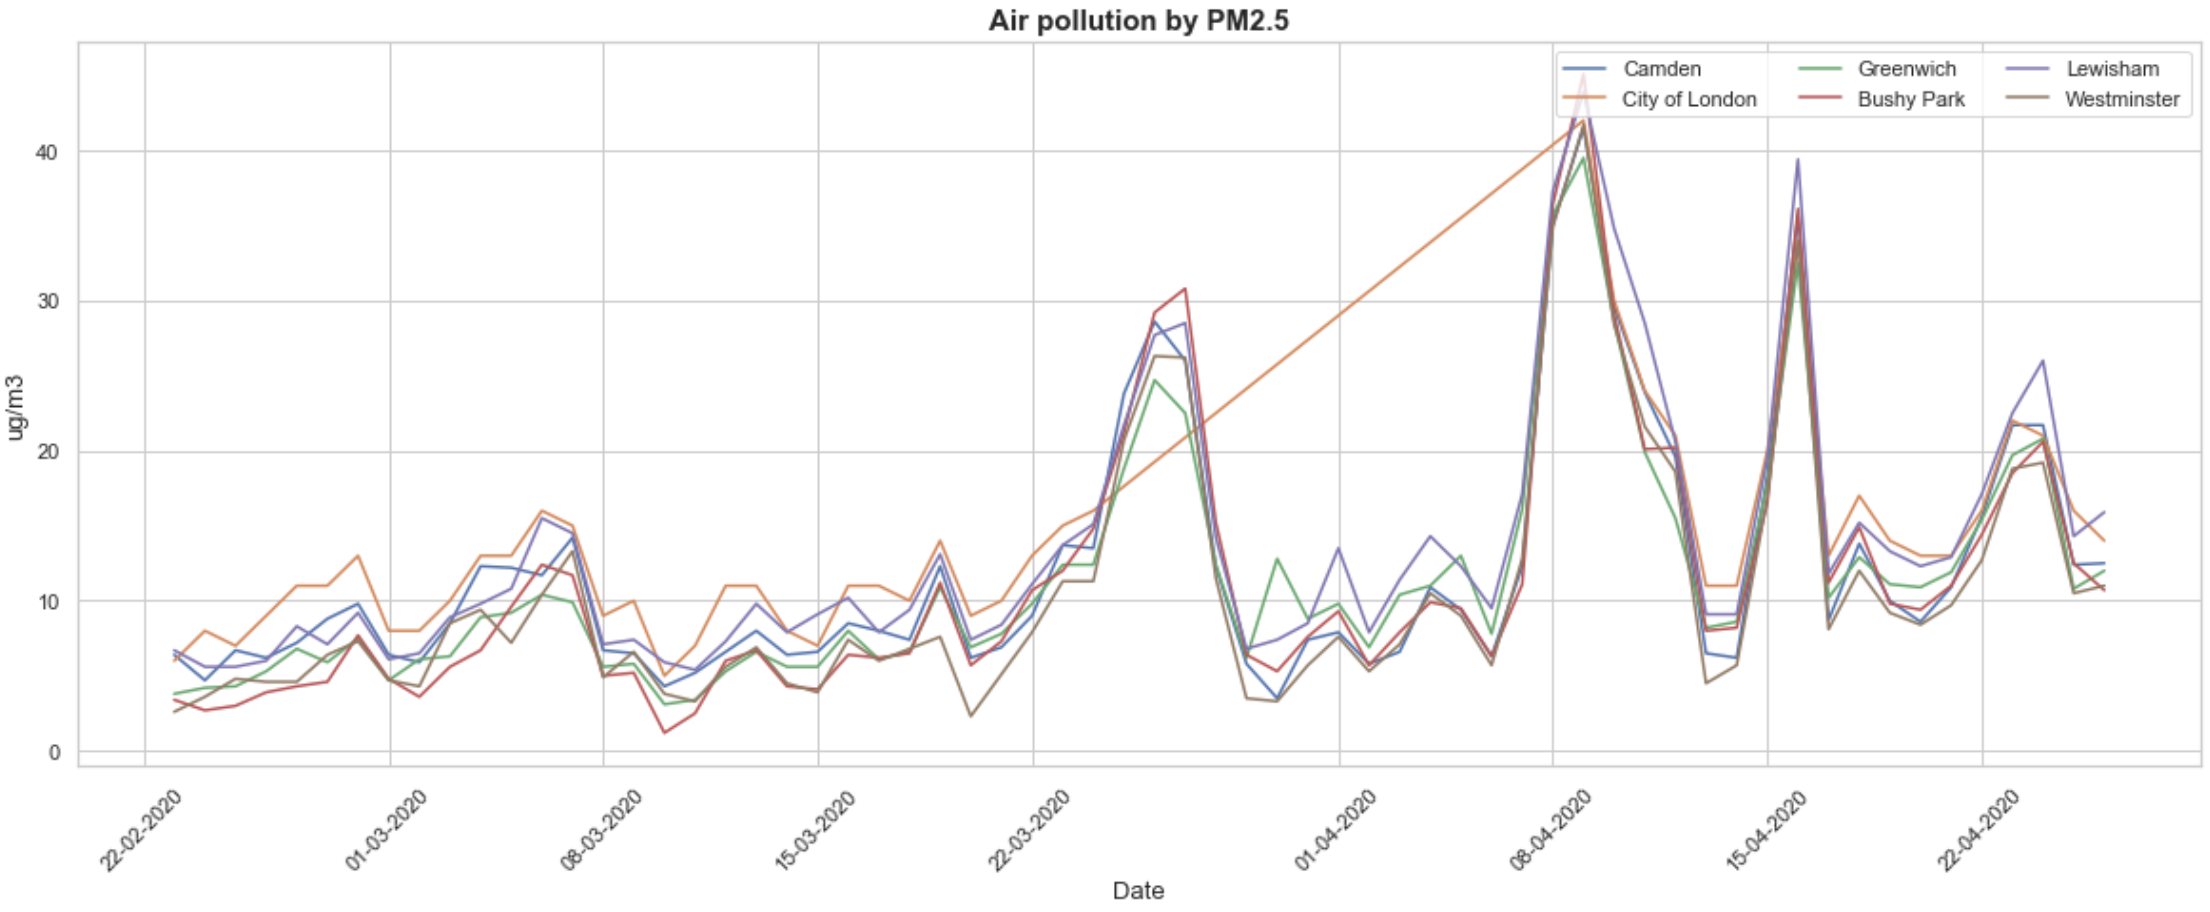 Air pollution by PM2.5
Camden Greenwich Lewisham
City of London Bushy Park Westminster
40
30
20
10
0
ug/m3
22-02-2020 01-03-2020 08-03-2020 15-03-2020 22-03-2020 01-04-2020 08-04-2020 15-04-2020 22-04-2020
Date